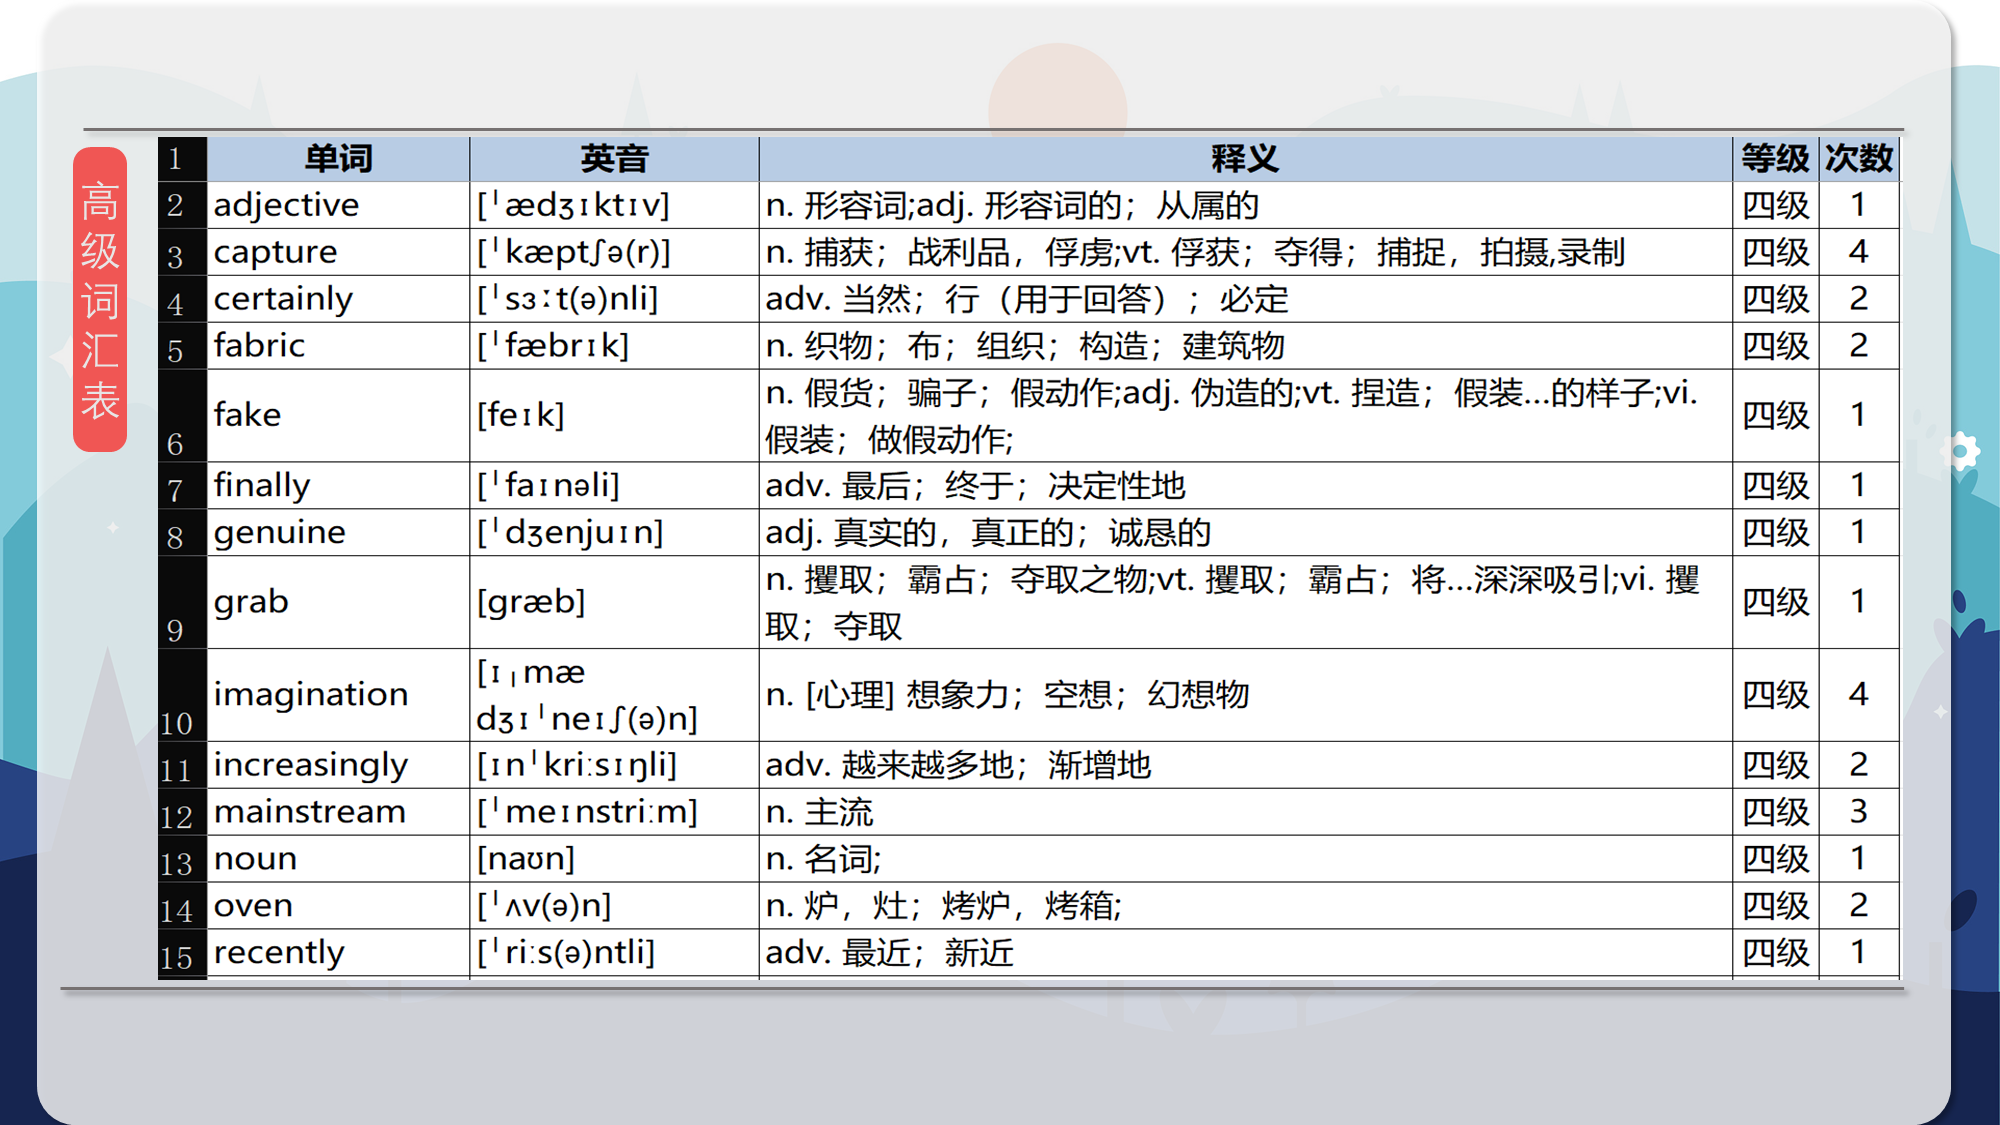 高级词汇表
1 单词 英音 释义 等级 次数
2 adjective [ˈædʒɪktɪv] n. 形容词;adj. 形容词的；从属的 四级 1
3 capture [ˈkæptʃə(r)] n. 捕获；战利品，俘虏;vt. 俘获；夺得；捕捉，拍摄,录制 四级 4
4 certainly [ˈsɜːt(ə)nli] adv. 当然；行（用于回答）；必定 四级 2
5 fabric [ˈfæbrɪk] n. 织物；布；组织；构造；建筑物 四级 2
6 fake [feɪk] n. 假货；骗子；假动作;adj. 伪造的;vt. 捏造；假装...的样子;vi.
假装；做假动作; 四级 1
7 finally [ˈfaɪnəli] adv. 最后；终于；决定性地 四级 1
8 genuine [ˈdʒenjuɪn] adj. 真实的，真正的；诚恳的 四级 1
9 grab [græb] n. 攫取；霸占；夺取之物;vt. 攫取；霸占；将...深深吸引;vi. 攫
取；夺取 四级 1
10 imagination [ɪˌmæ
dʒɪˈneɪʃ(ə)n] n. [心理] 想象力；空想；幻想物 四级 4
11 increasingly [ɪnˈkriːsɪŋli] adv. 越来越多地；渐增地 四级 2
12 mainstream [ˈmeɪnstriːm] n. 主流 四级 3
13 noun [naʊn] n. 名词; 四级 1
14 oven [ˈʌv(ə)n] n. 炉，灶；烤炉，烤箱; 四级 2
15 recently [ˈriːs(ə)ntli] adv. 最近；新近 四级 1